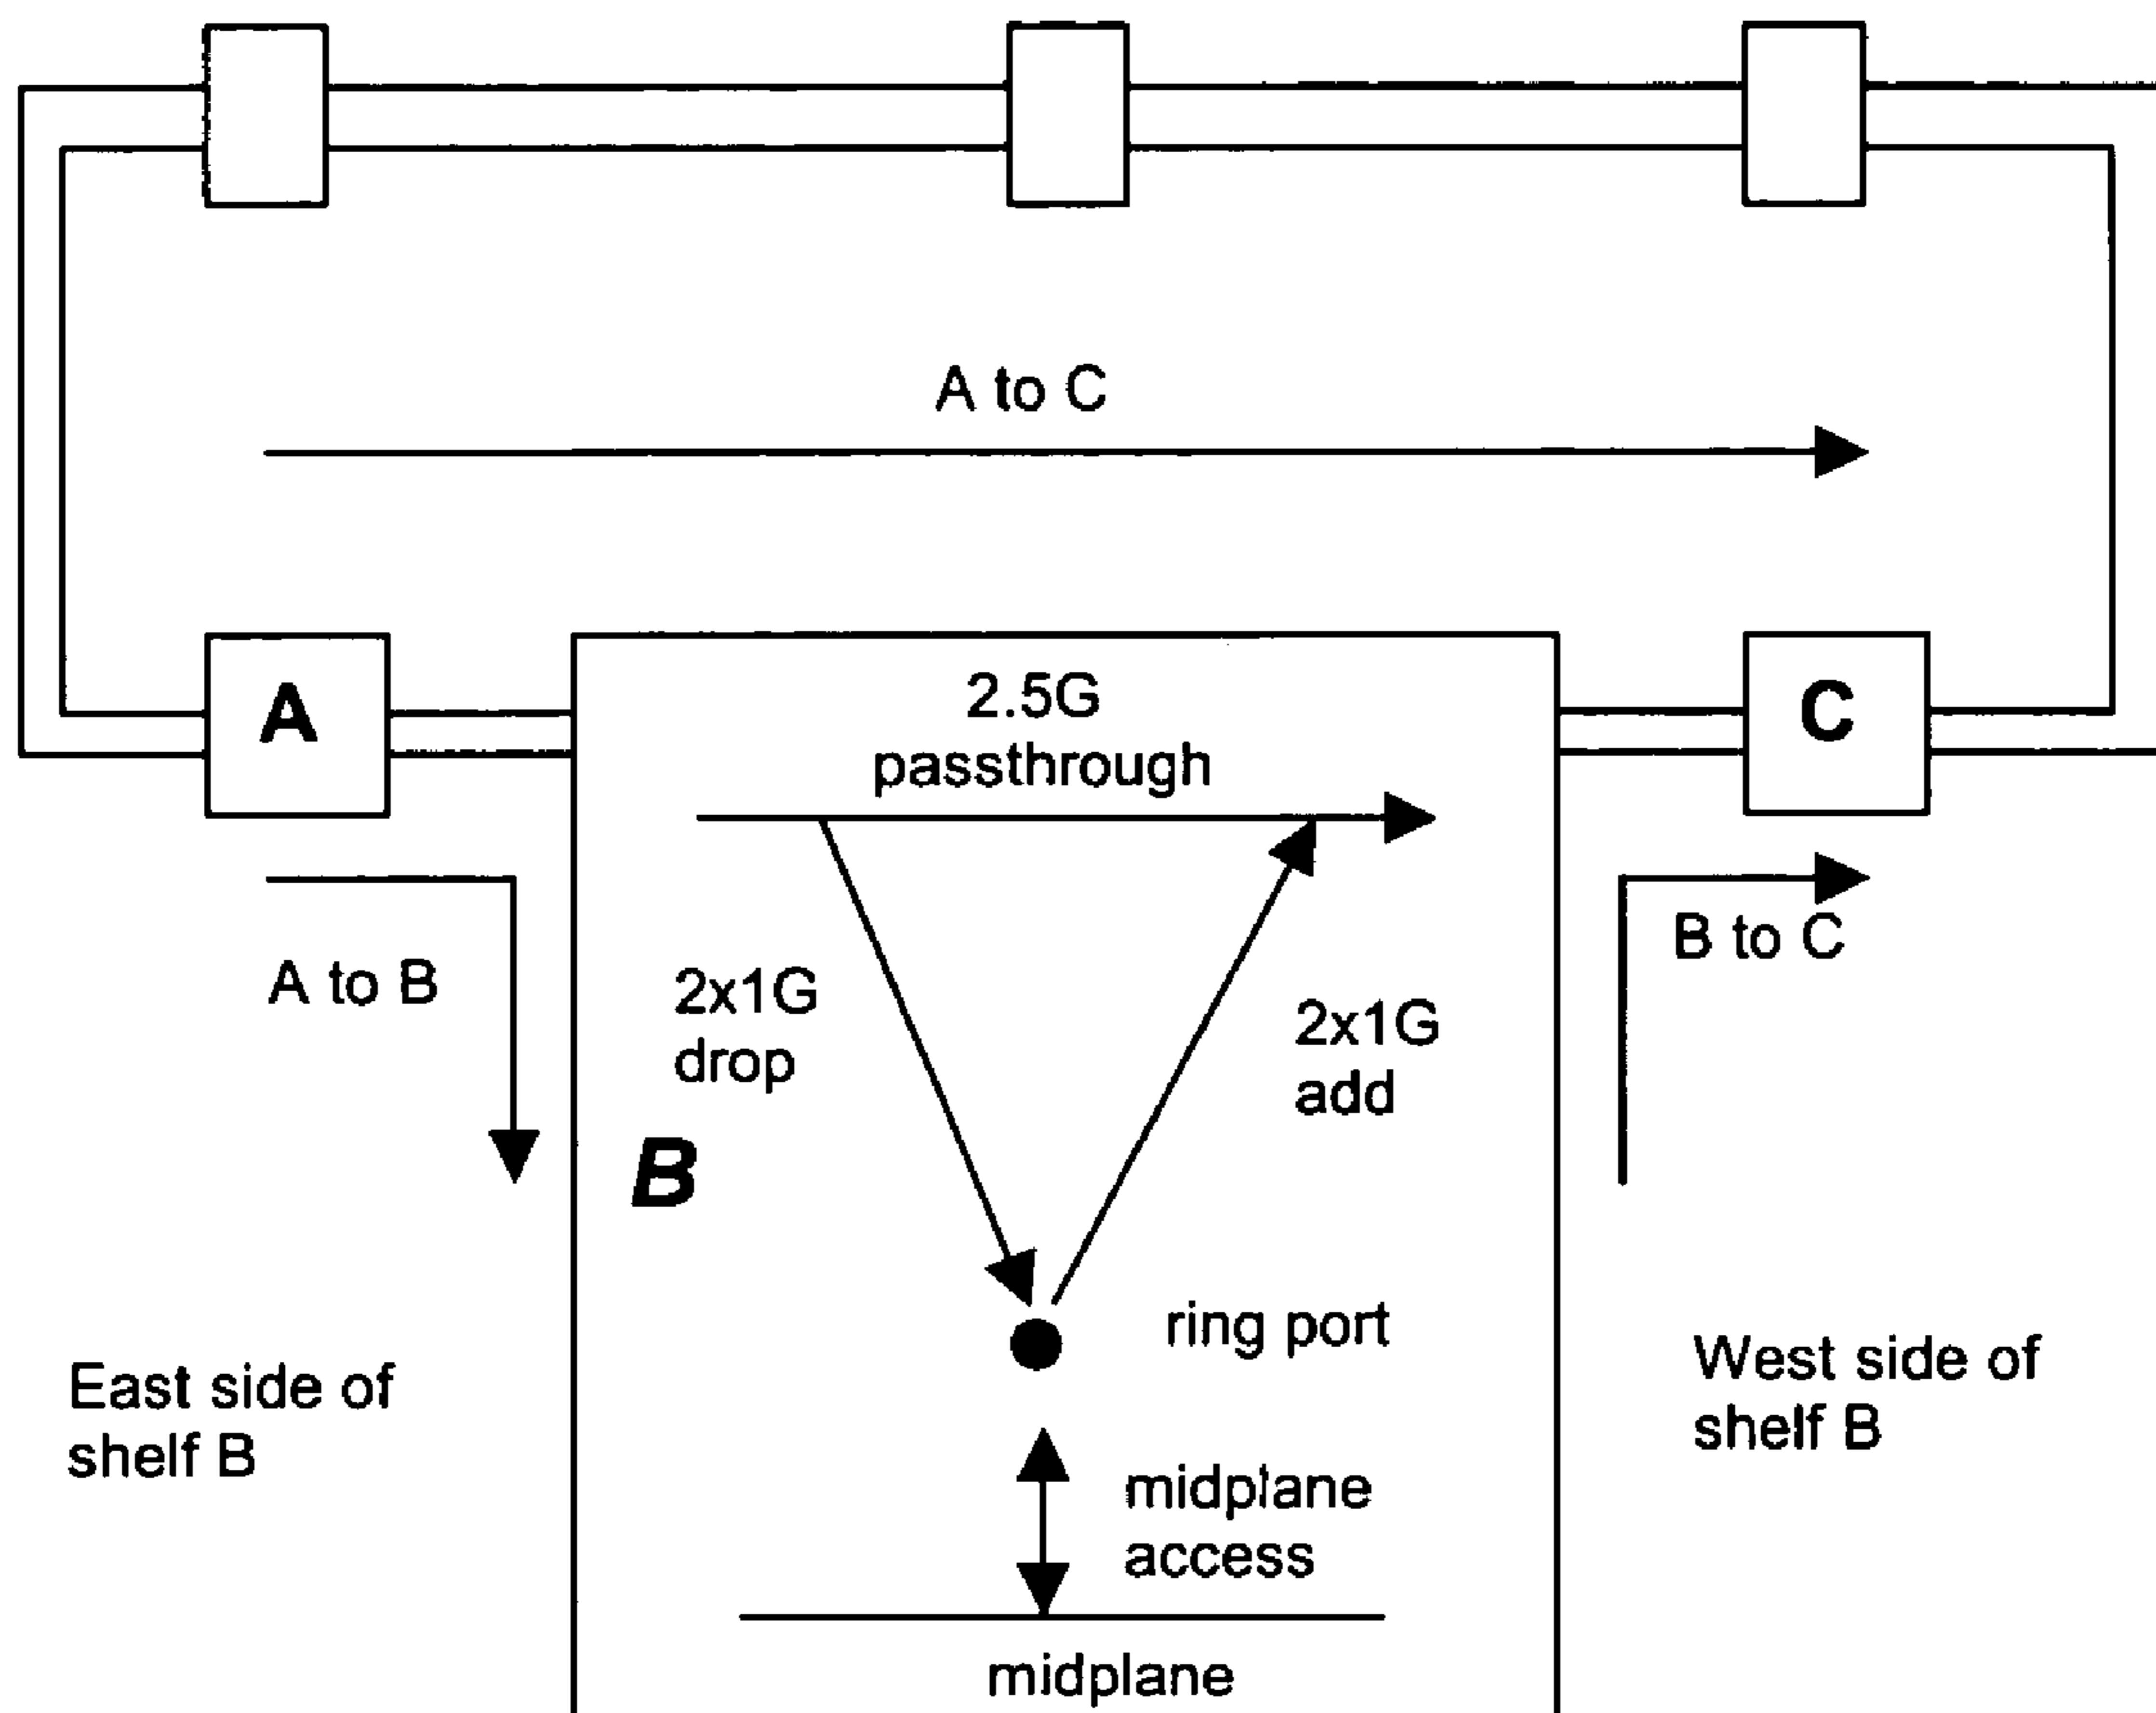 A to C
A
2.5G
passthrough
C
A to B
2x1G
drop
2x1G
add
B to C
B
ring port
East side of
shelf B
West side of
shelf B
midplane
access
midplane